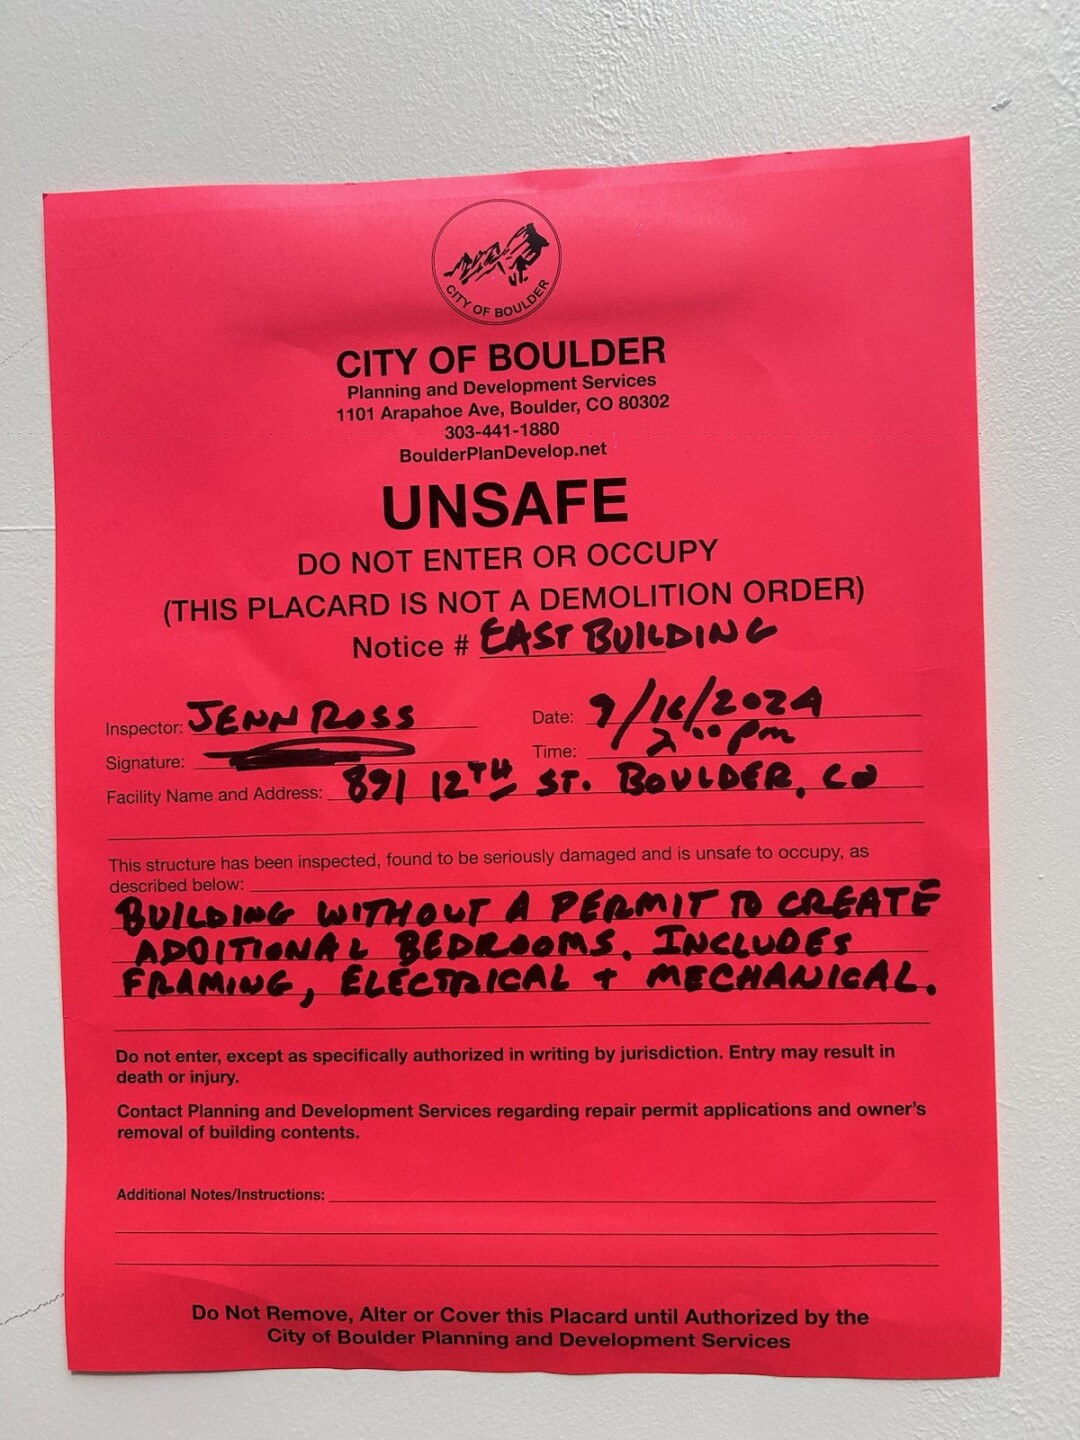 CITY OF BOULDER
CITY OF BOULDER
Planning and Development Services
1101 Arapahoe Ave, Boulder, CO 80302
303-441-1880
BoulderPlanDevelop.net
UNSAFE
DO NOT ENTER OR OCCUPY
(THIS PLACARD IS NOT A DEMOLITION ORDER)
Notice # EAST BUILDING
Inspector: JENN ROSS Date: 9/16/2024
Signature: Time: 2:00 pm
Facility Name and Address: 891 12TH ST. BOULDER, CO
This structure has been inspected, found to be seriously damaged and is unsafe to occupy, as
described below:
BUILDING WITHOUT A PERMIT TO CREATE
ADDITIONAL BEDROOMS. INCLUDES
FRAMING, ELECTRICAL + MECHANICAL.
Do not enter, except as specifically authorized in writing by jurisdiction. Entry may result in
death or injury.
Contact Planning and Development Services regarding repair permit applications and owner's
removal of building contents.
Additional Notes/Instructions:
Do Not Remove, Alter or Cover this Placard until Authorized by the
City of Boulder Planning and Development Services